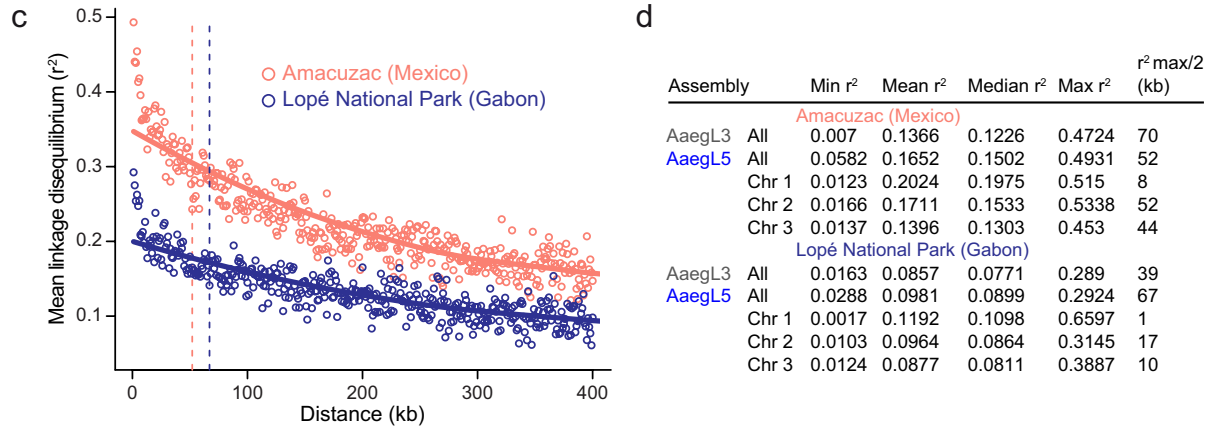 c
0.5
0.4
0.3
0.2
0.1
Mean linkage disequilibrium (r²)
Amacuzac (Mexico)
Lopé National Park (Gabon)
0 100 200 300 400
Distance (kb)
d
Assembly Min r² Mean r² Median r² Max r² r² max/2 (kb)
Amacuzac (Mexico)
AaegL3 All 0.007 0.1366 0.1226 0.4724 70
AaegL5 All 0.0582 0.1652 0.1502 0.4931 52
Chr 1 0.0123 0.2024 0.1975 0.515 8
Chr 2 0.0166 0.1711 0.1533 0.5338 52
Chr 3 0.0137 0.1396 0.1303 0.453 44
Lopé National Park (Gabon)
AaegL3 All 0.0163 0.0857 0.0771 0.289 39
AaegL5 All 0.0288 0.0981 0.0899 0.2924 67
Chr 1 0.0017 0.1192 0.1098 0.6597 1
Chr 2 0.0103 0.0964 0.0864 0.3145 17
Chr 3 0.0124 0.0877 0.0811 0.3887 10